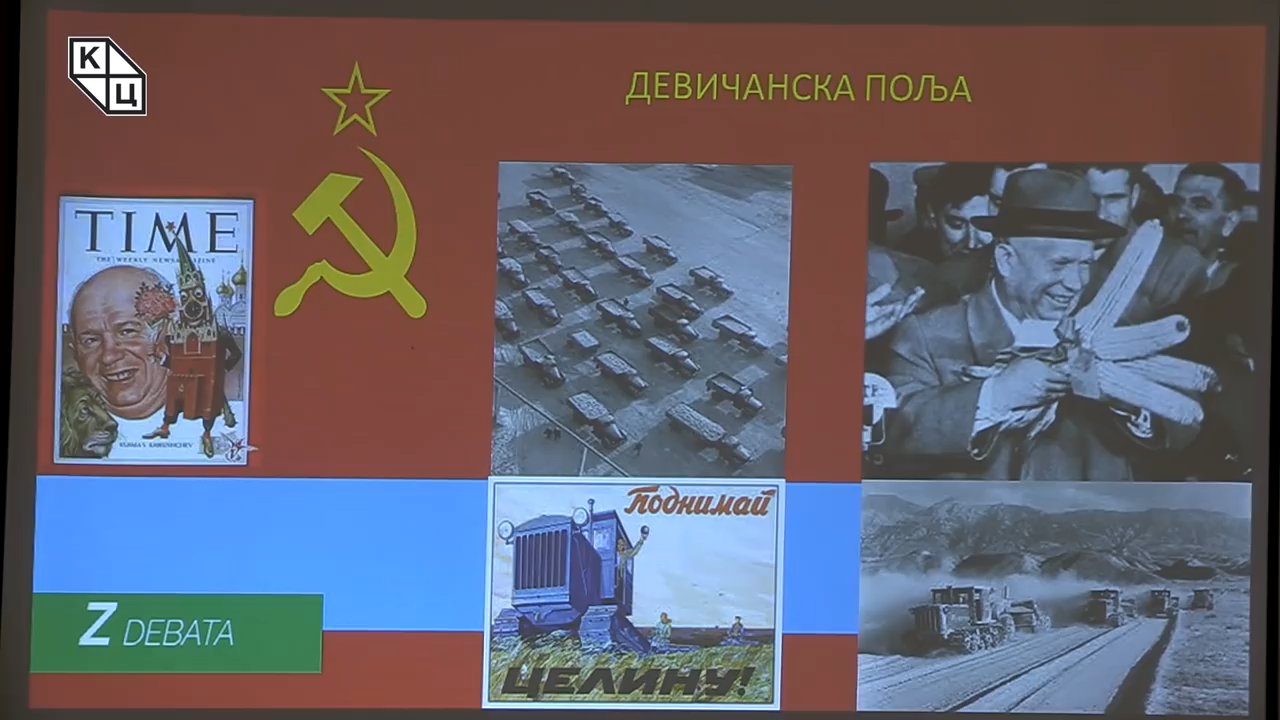 К
Ц
ДЕВИЧАНСКА ПОЉА
TIME
THE WEEKLY NEWSMAGAZINE
Поднимай
ЦЕЛИНУ!
Z DEBATA